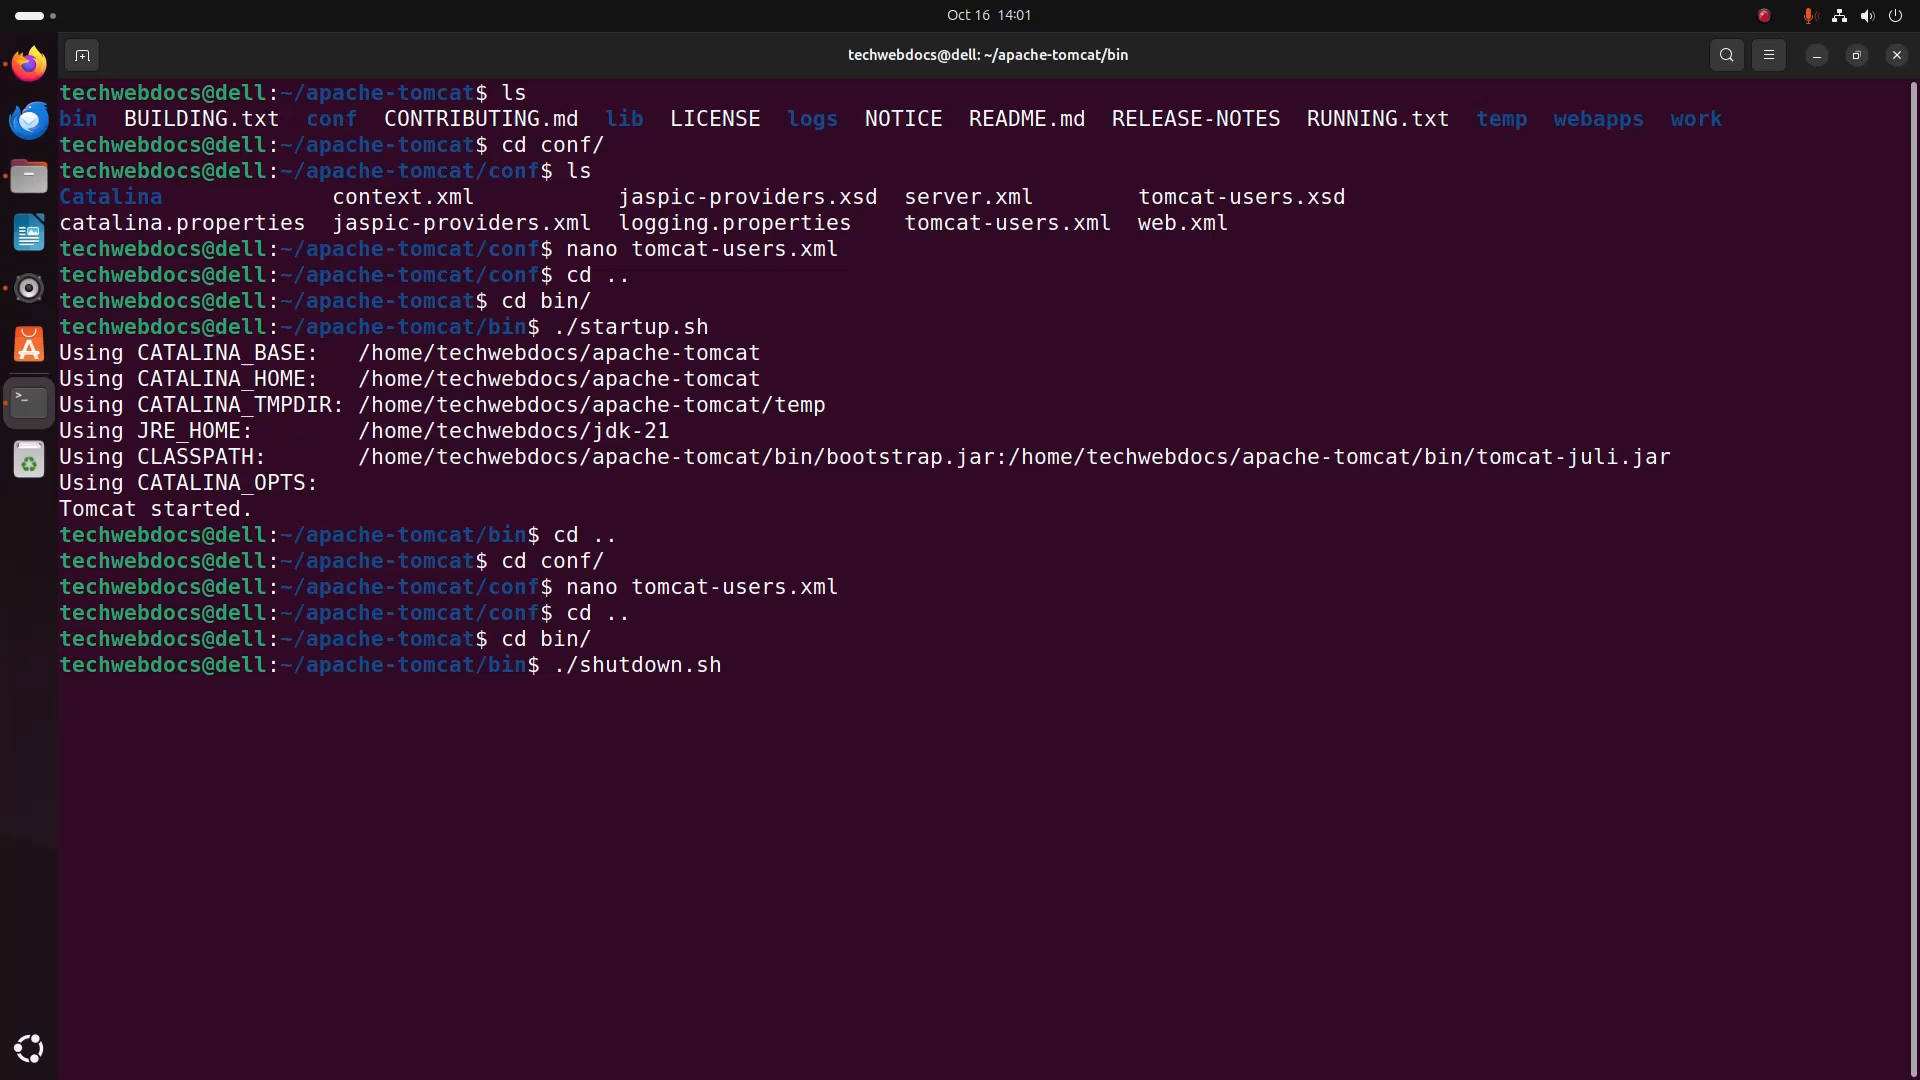 Oct 16 14:01
techwebdocs@dell: ~/apache-tomcat/bin
techwebdocs@dell:~/apache-tomcat$ ls
bin BUILDING.txt conf CONTRIBUTING.md lib LICENSE logs NOTICE README.md RELEASE-NOTES RUNNING.txt temp webapps work
techwebdocs@dell:~/apache-tomcat$ cd conf/
techwebdocs@dell:~/apache-tomcat/conf$ ls
Catalina context.xml jaspic-providers.xsd server.xml tomcat-users.xsd
catalina.properties jaspic-providers.xml logging.properties tomcat-users.xml web.xml
techwebdocs@dell:~/apache-tomcat/conf$ nano tomcat-users.xml
techwebdocs@dell:~/apache-tomcat/conf$ cd ..
techwebdocs@dell:~/apache-tomcat$ cd bin/
techwebdocs@dell:~/apache-tomcat/bin$ ./startup.sh
Using CATALINA_BASE: /home/techwebdocs/apache-tomcat
Using CATALINA_HOME: /home/techwebdocs/apache-tomcat
Using CATALINA_TMPDIR: /home/techwebdocs/apache-tomcat/temp
Using JRE_HOME: /home/techwebdocs/jdk-21
Using CLASSPATH: /home/techwebdocs/apache-tomcat/bin/bootstrap.jar:/home/techwebdocs/apache-tomcat/bin/tomcat-juli.jar
Using CATALINA_OPTS:
Tomcat started.
techwebdocs@dell:~/apache-tomcat/bin$ cd ..
techwebdocs@dell:~/apache-tomcat$ cd conf/
techwebdocs@dell:~/apache-tomcat/conf$ nano tomcat-users.xml
techwebdocs@dell:~/apache-tomcat/conf$ cd ..
techwebdocs@dell:~/apache-tomcat$ cd bin/
techwebdocs@dell:~/apache-tomcat/bin$ ./shutdown.sh